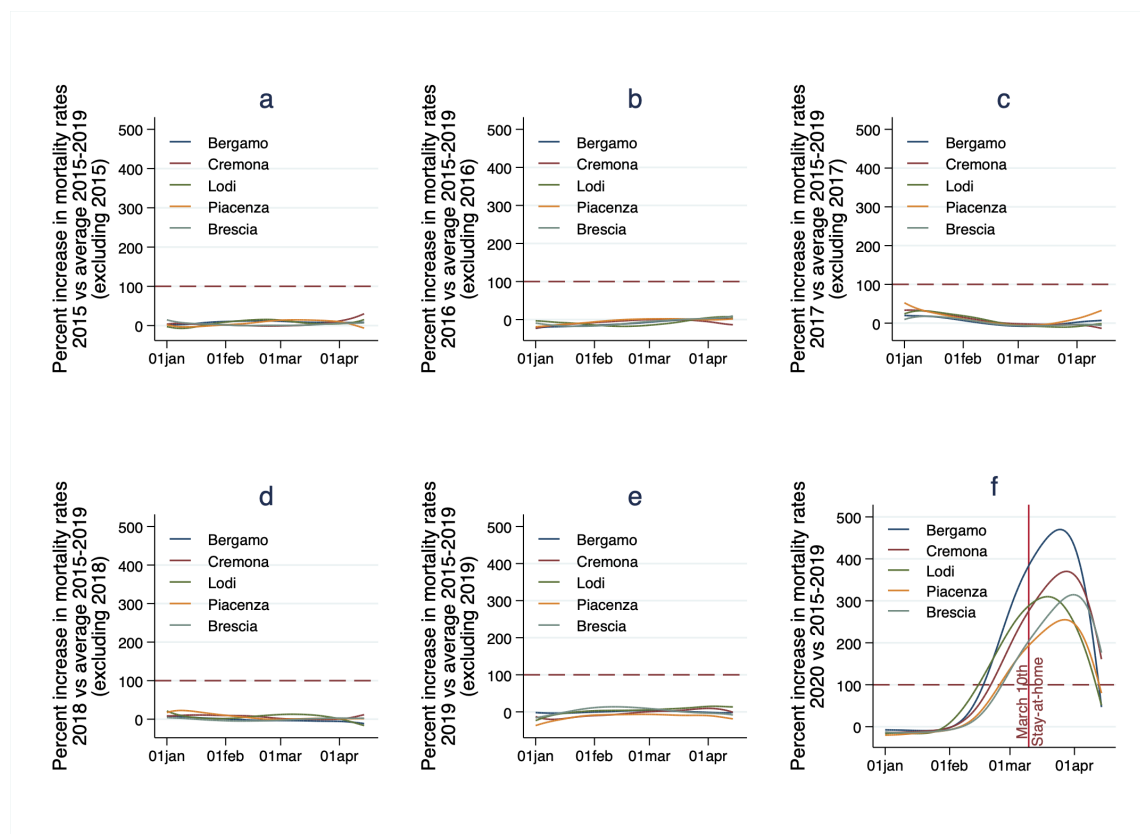 a
Percent increase in mortality rates
2015 vs average 2015-2019
(excluding 2015)
500
400
300
200
100
0
Bergamo
Cremona
Lodi
Piacenza
Brescia
01jan 01feb 01mar 01apr
b
Percent increase in mortality rates
2016 vs average 2015-2019
(excluding 2016)
500
400
300
200
100
0
Bergamo
Cremona
Lodi
Piacenza
Brescia
01jan 01feb 01mar 01apr
c
Percent increase in mortality rates
2017 vs average 2015-2019
(excluding 2017)
500
400
300
200
100
0
Bergamo
Cremona
Lodi
Piacenza
Brescia
01jan 01feb 01mar 01apr
d
Percent increase in mortality rates
2018 vs average 2015-2019
(excluding 2018)
500
400
300
200
100
0
Bergamo
Cremona
Lodi
Piacenza
Brescia
01jan 01feb 01mar 01apr
e
Percent increase in mortality rates
2019 vs average 2015-2019
(excluding 2019)
500
400
300
200
100
0
Bergamo
Cremona
Lodi
Piacenza
Brescia
01jan 01feb 01mar 01apr
f
Percent increase in mortality rates
2020 vs 2015-2019
500
400
300
200
100
0
Bergamo
Cremona
Lodi
Piacenza
Brescia
March 10th
Stay-at-home
01jan 01feb 01mar 01apr